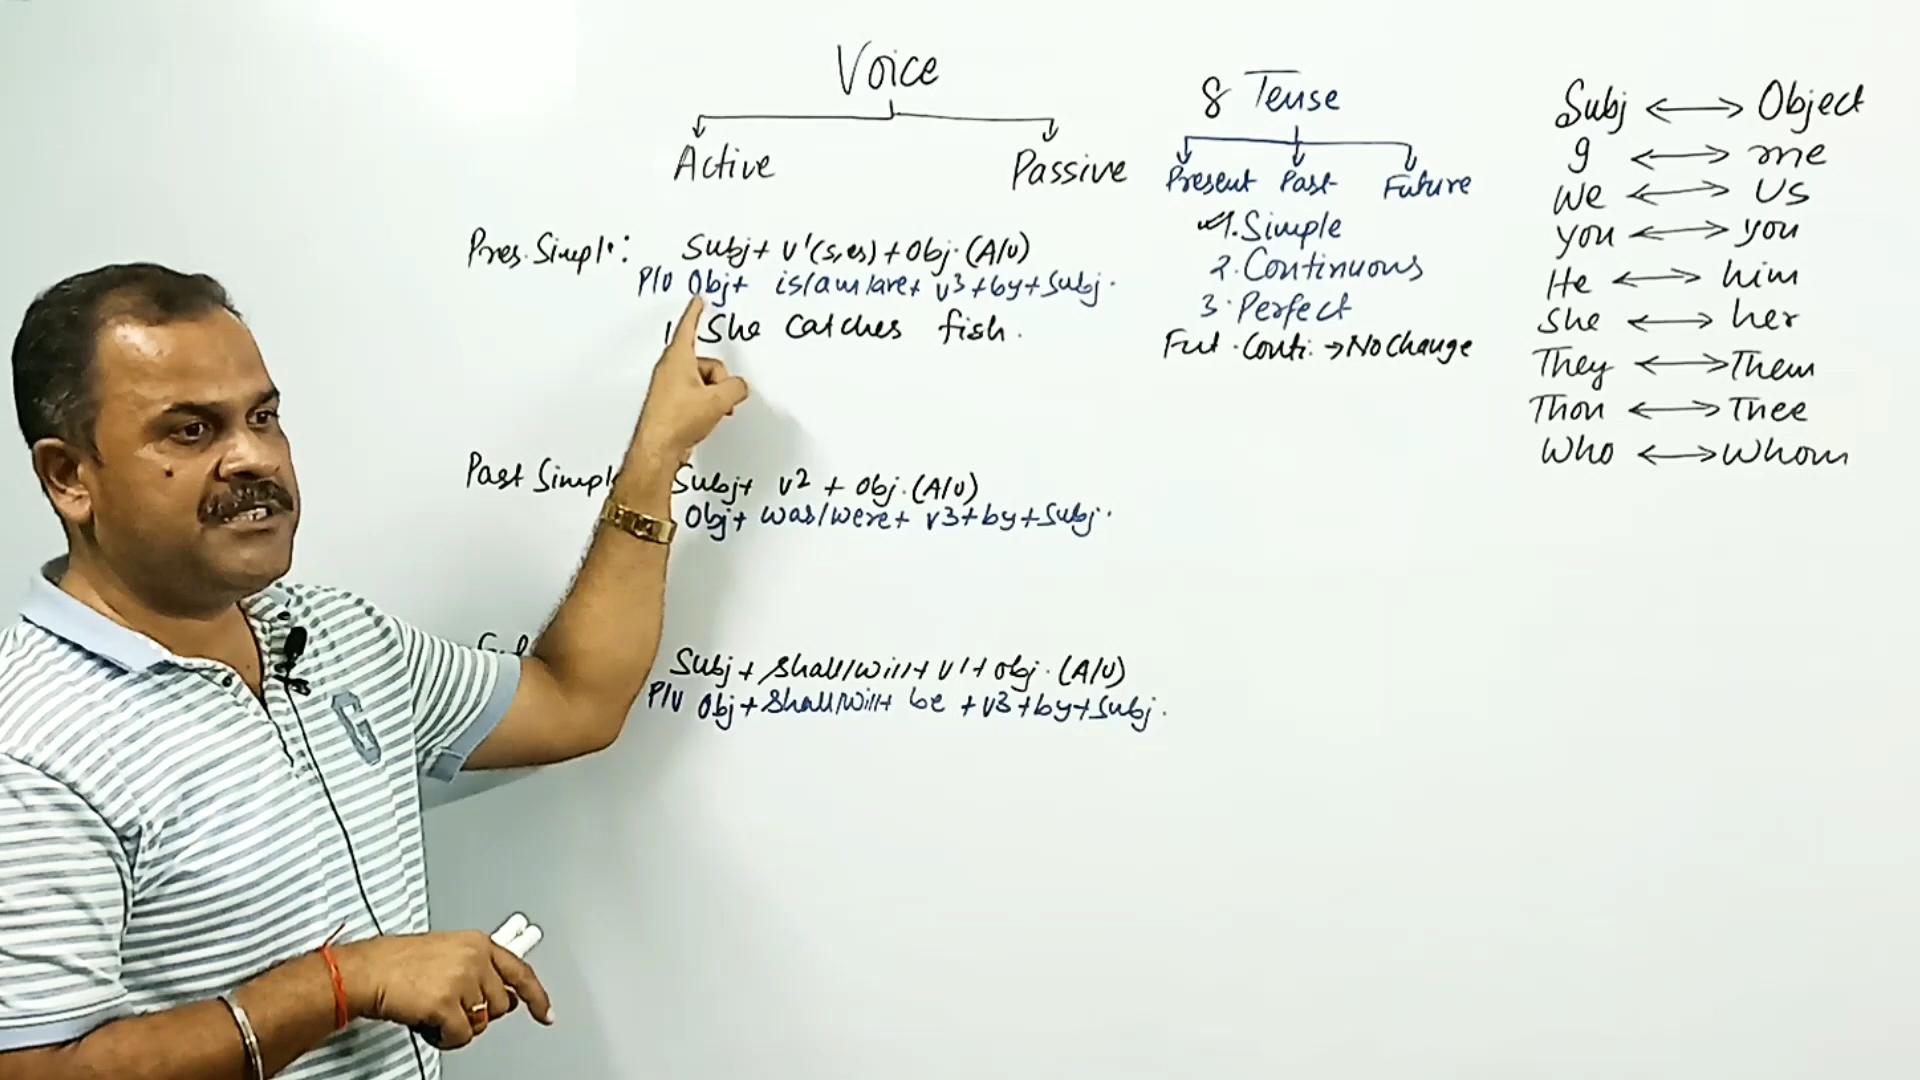 Voice
Active Passive
Pres. Simple: Subj + V¹(s,es) + Obj. (A/V)
P/V Obj + is/am/are + V³ + by + Subj.
1. She catches fish.
Past Simple Subj + V² + Obj. (A/V)
Obj + was/were + V3 + by + Subj.
Subj + shall/will + V1 + obj. (A/V)
P/V Obj + shall/will + be + V3 + by + Subj.
8 Tense
Present Past Future
1. Simple
2. Continuous
3. Perfect
Fut. Conti. → No Change
Subj ↔ Object
I ↔ me
We ↔ Us
you ↔ you
He ↔ him
She ↔ her
They ↔ Them
Thou ↔ Thee
Who ↔ Whom
G